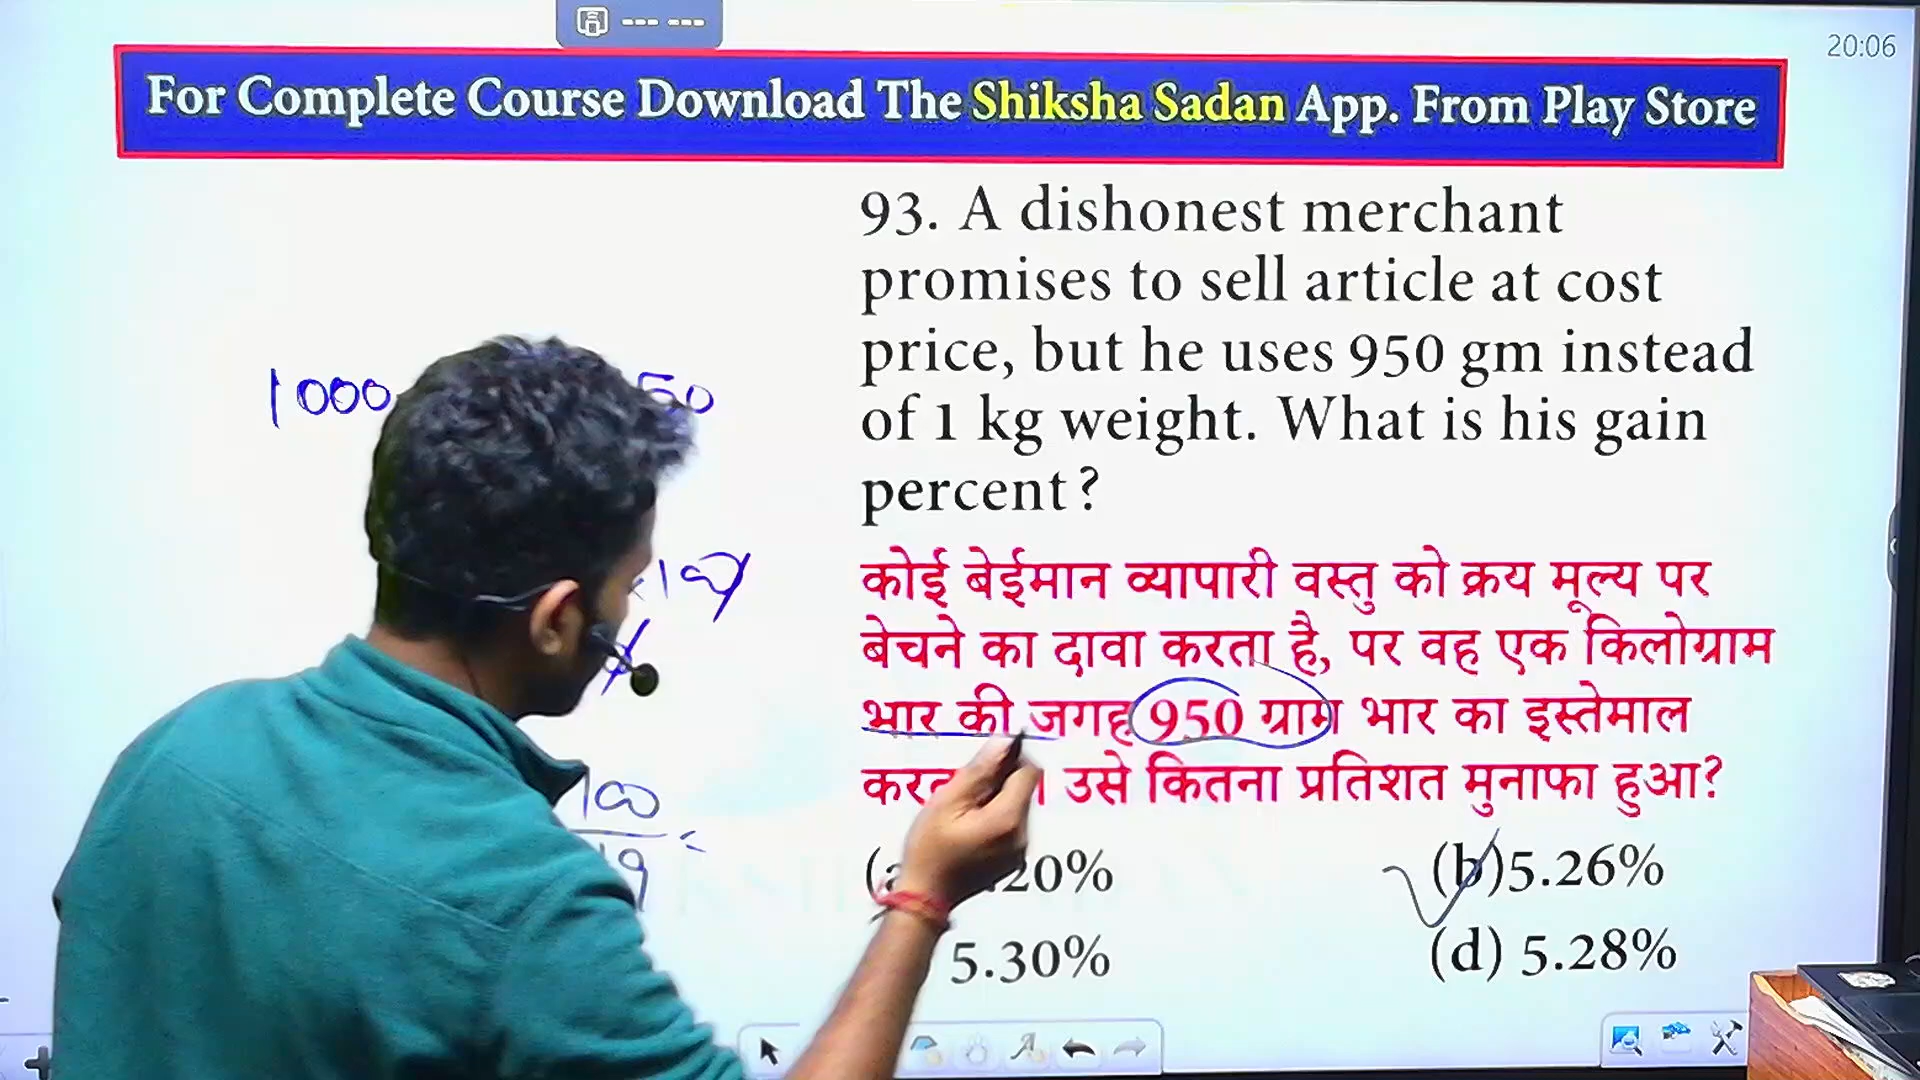 20:06
For Complete Course Download The Shiksha Sadan App. From Play Store
93. A dishonest merchant
promises to sell article at cost
price, but he uses 950 gm instead
of 1 kg weight. What is his gain
percent?
1000 50
×100
कोई बेईमान व्यापारी वस्तु को क्रय मूल्य पर
बेचने का दावा करता है, पर वह एक किलोग्राम
भार की जगह 950 ग्राम भार का इस्तेमाल
उसे कितना प्रतिशत मुनाफा हुआ?
100
19 =
20% (b) 5.26%
5.30% (d) 5.28%